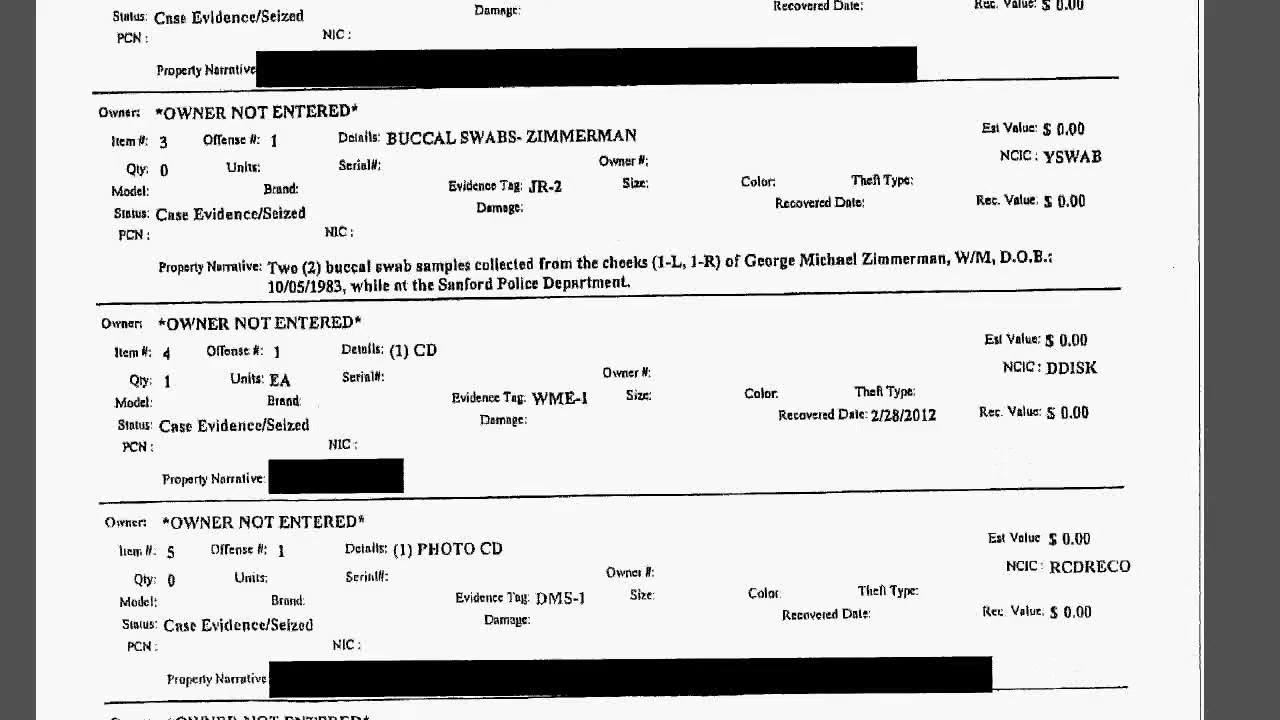 Damage: Recovered Date: Rec. Value: $ 0.00
Status: Case Evidence/Seized
PCN : NIC :
Property Narrative
Owner: *OWNER NOT ENTERED*
Item #: 3 Offense #: 1 Details: BUCCAL SWABS- ZIMMERMAN Est Value: $ 0.00
Qty: 0 Units: Serial#: Owner #: NCIC : YSWAB
Model: Brand: Evidence Tag: JR-2 Size: Color: Theft Type:
Status: Case Evidence/Seized Damage: Recovered Date: Rec. Value: $ 0.00
PCN : NIC :
Property Narrative: Two (2) buccal swab samples collected from the cheeks (1-L, 1-R) of George Michael Zimmerman, W/M, D.O.B.:
10/05/1983, while at the Sanford Police Department.
Owner: *OWNER NOT ENTERED*
Item #: 4 Offense #: 1 Details: (1) CD Est Value: $ 0.00
Qty: 1 Units: EA Serial#: Owner #: NCIC : DDISK
Model: Brand: Evidence Tag: WME-1 Size: Color: Theft Type:
Status: Case Evidence/Seized Damage: Recovered Date: 2/28/2012 Rec. Value: $ 0.00
PCN : NIC :
Property Narrative:
Owner: *OWNER NOT ENTERED*
Item #: 5 Offense #: 1 Details: (1) PHOTO CD Est Value $ 0.00
Qty: 0 Units: Serial#: Owner #: NCIC : RCDRECO
Model: Brand: Evidence Tag: DMS-1 Size: Color: Theft Type:
Status: Case Evidence/Seized Damage: Recovered Date: Rec. Value: $ 0.00
PCN : NIC :
Property Narrative
*OWNER NOT ENTERED*